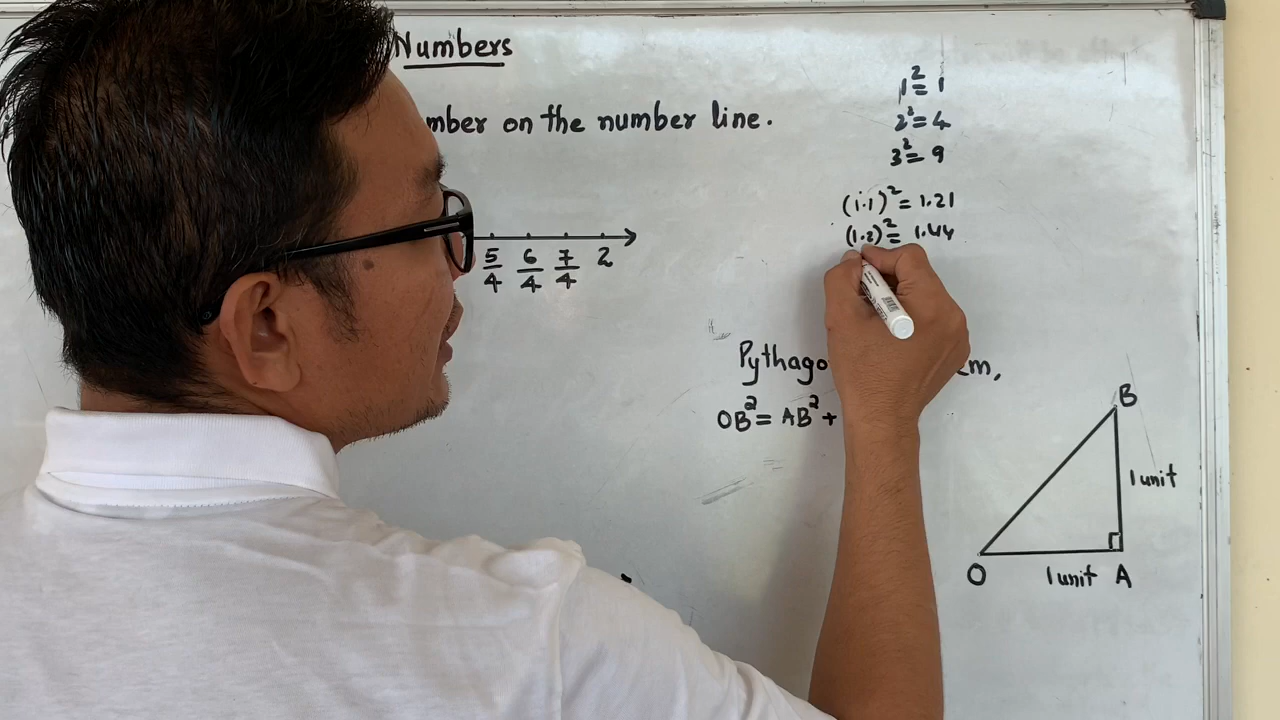 Numbers
mber on the number line.
1² = 1
2² = 4
3² = 9
(1.1)² = 1.21
(1.2)² = 1.44
5/4 6/4 7/4 2
Pythago m,
OB² = AB² +
B
1 unit
O 1 unit A